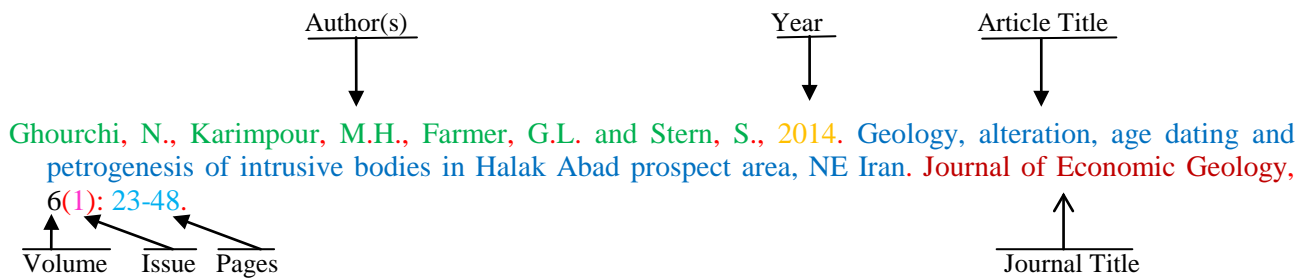 Author(s) Year Article Title
Ghourchi, N., Karimpour, M.H., Farmer, G.L. and Stern, S., 2014. Geology, alteration, age dating and
petrogenesis of intrusive bodies in Halak Abad prospect area, NE Iran. Journal of Economic Geology,
6(1): 23-48.
Volume Issue Pages Journal Title